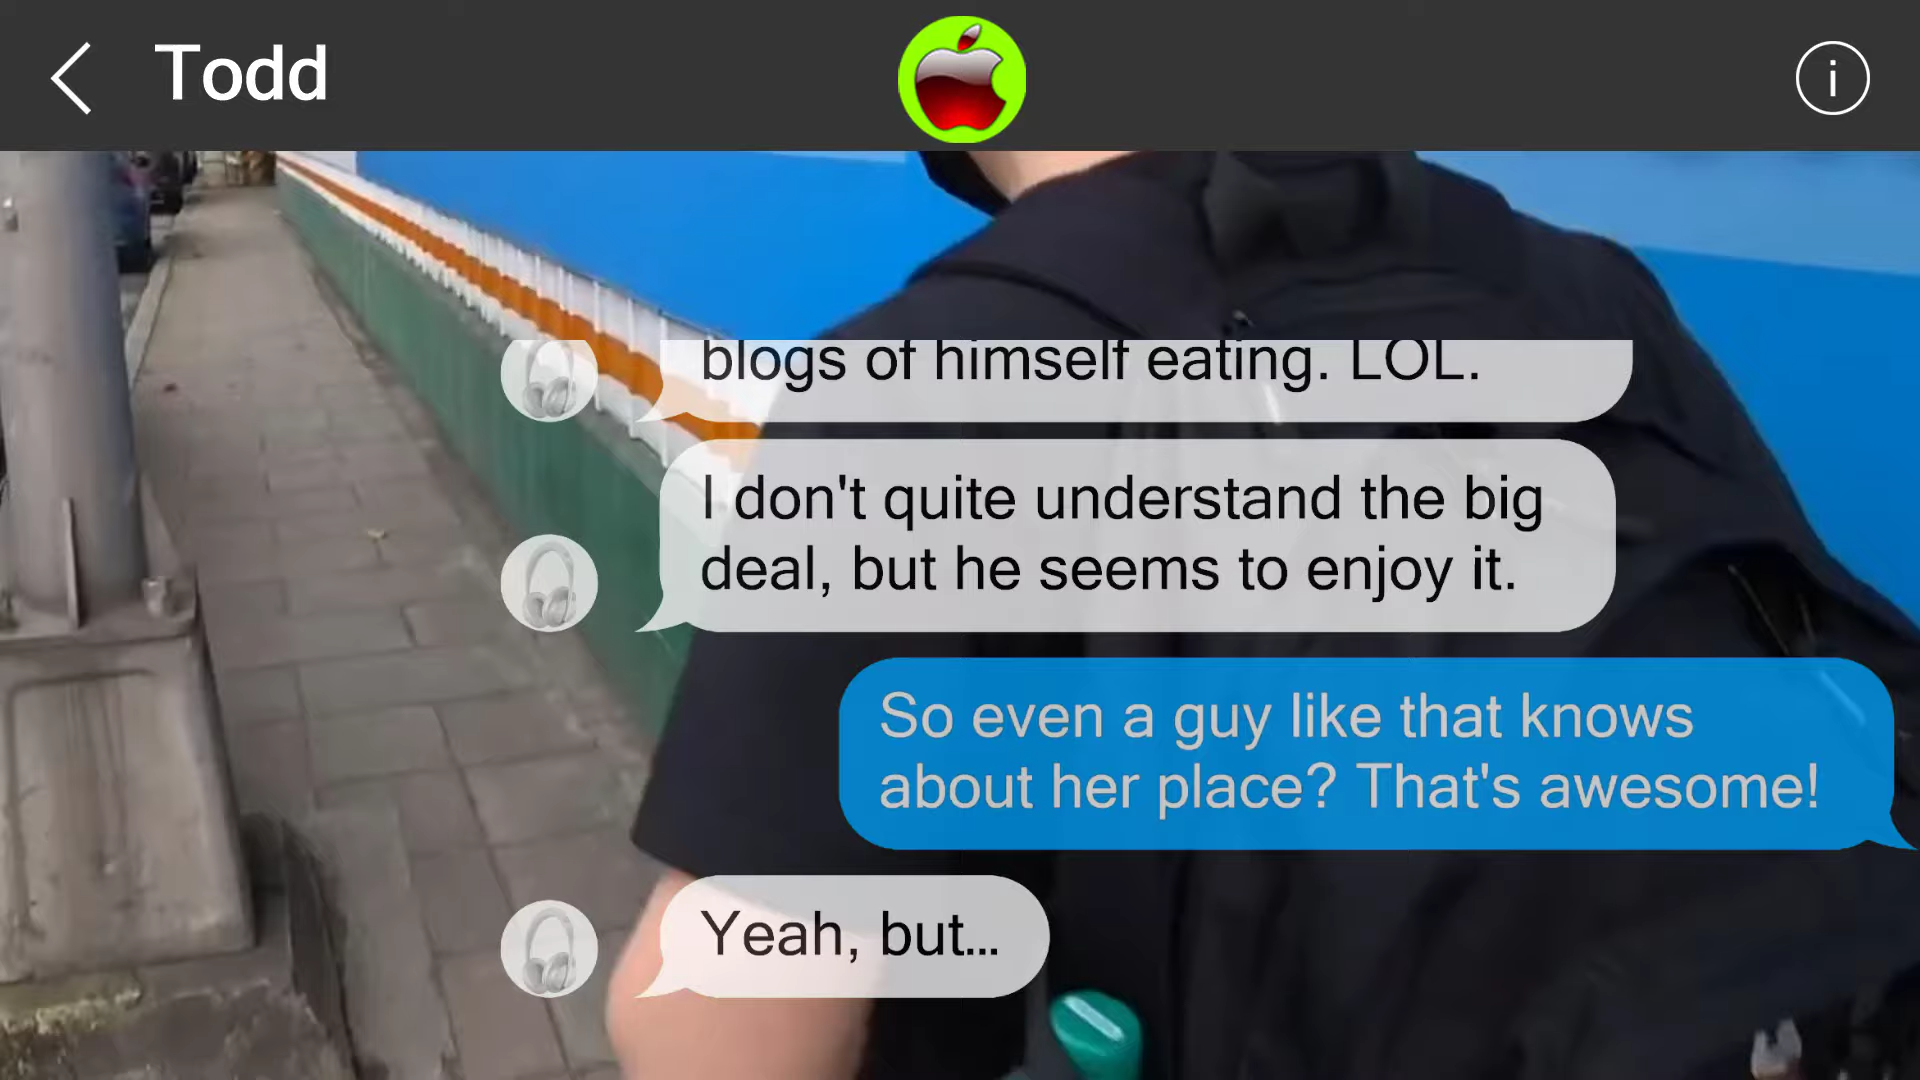 Todd
i
blogs of himself eating. LOL.
I don't quite understand the big
deal, but he seems to enjoy it.
So even a guy like that knows
about her place? That's awesome!
Yeah, but...